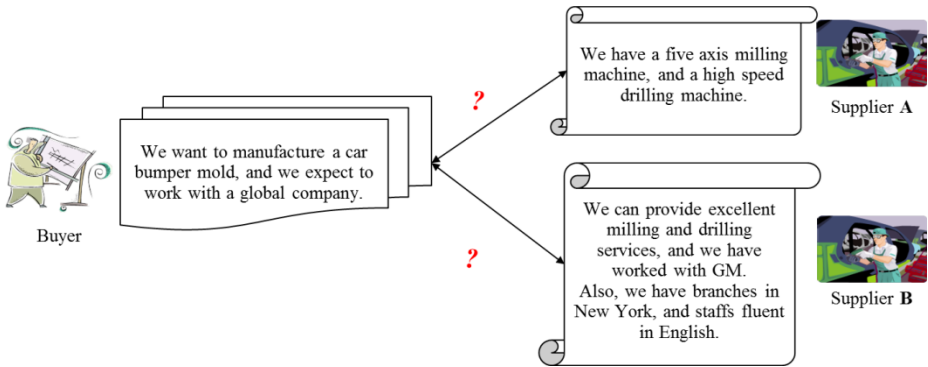 We want to manufacture a car
bumper mold, and we expect to
work with a global company.
Buyer
?
?
We have a five axis milling
machine, and a high speed
drilling machine.
Supplier A
We can provide excellent
milling and drilling
services, and we have
worked with GM.
Also, we have branches in
New York, and staffs fluent
in English.
Supplier B